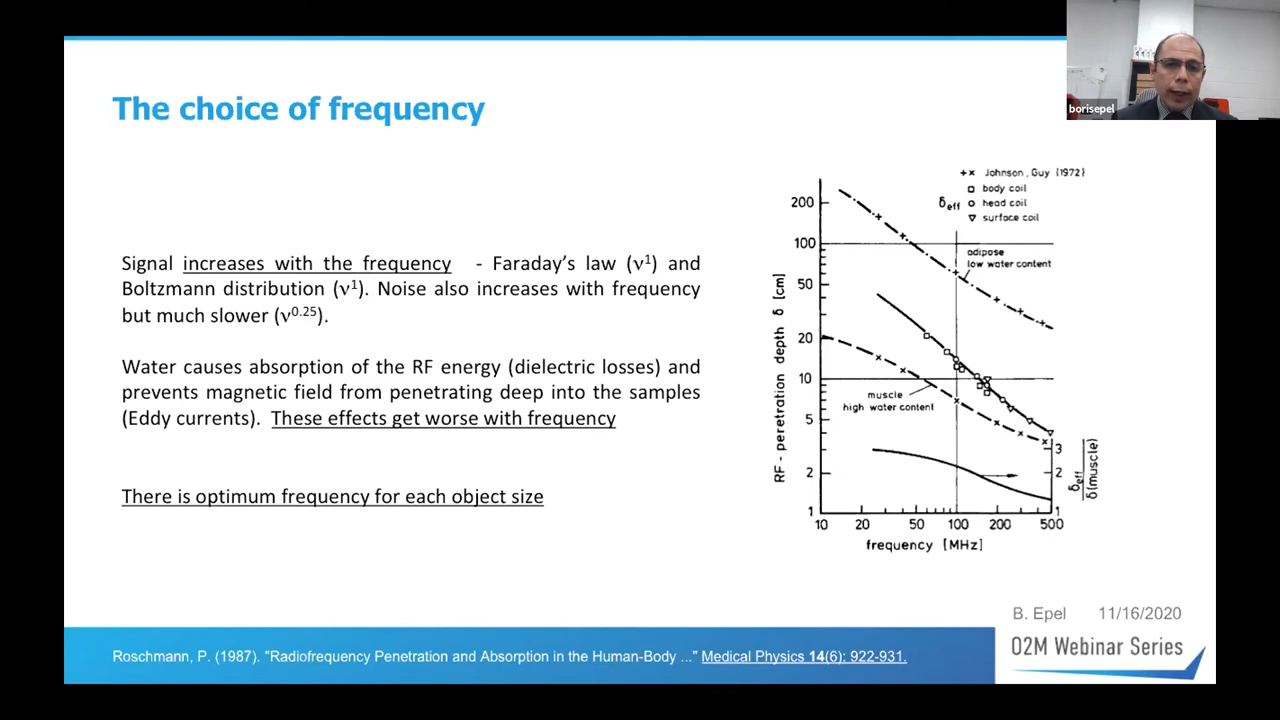 The choice of frequency
borisepel
Signal increases with the frequency - Faraday's law (ν¹) and
Boltzmann distribution (ν¹). Noise also increases with frequency
but much slower (ν⁰·²⁵).
Water causes absorption of the RF energy (dielectric losses) and
prevents magnetic field from penetrating deep into the samples
(Eddy currents). These effects get worse with frequency
There is optimum frequency for each object size
+× Johnson, Guy (1972)
δeff □ body coil
○ head coil
▽ surface coil
adipose
low water content
muscle
high water content
RF - penetration depth δ [cm]
200
100
50
20
10
5
2
1
3
2
1
δeff
δ(muscle)
10 20 50 100 200 500
frequency [MHz]
B. Epel 11/16/2020
O2M Webinar Series
Roschmann, P. (1987). "Radiofrequency Penetration and Absorption in the Human-Body ..." Medical Physics 14(6): 922-931.